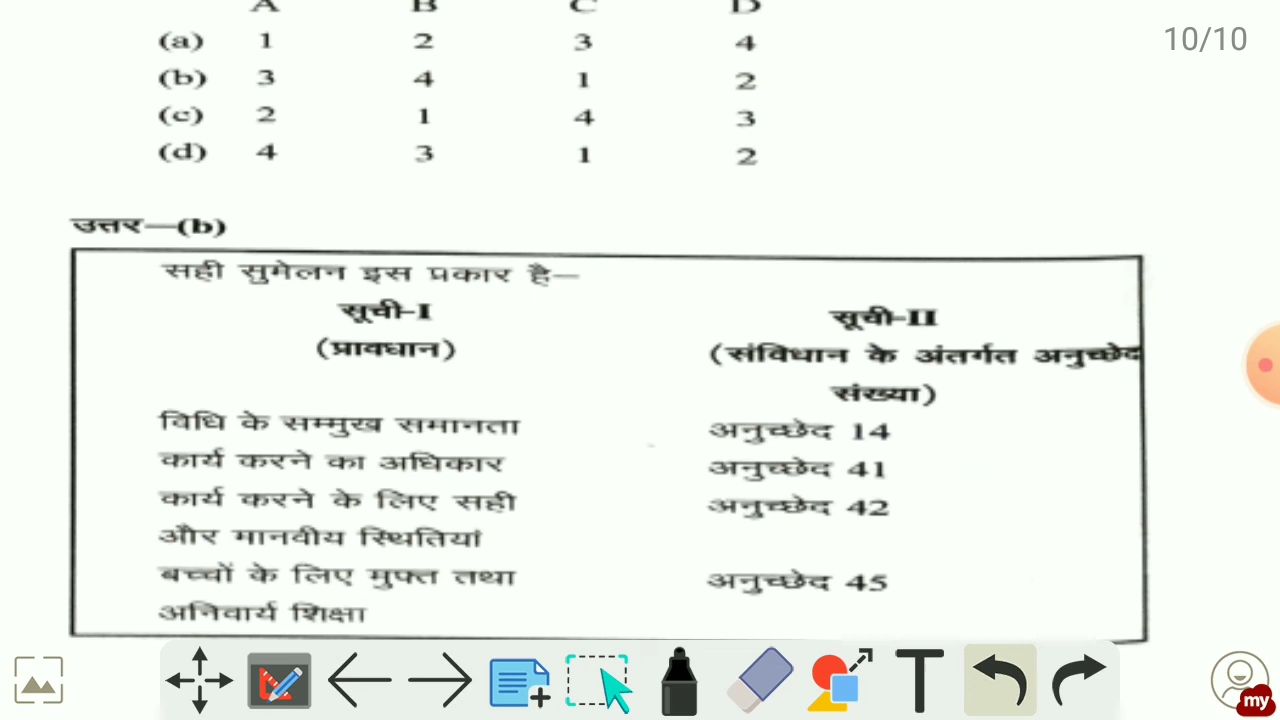 A B C D
(a) 1 2 3 4
(b) 3 4 1 2
(c) 2 1 4 3
(d) 4 3 1 2
10/10
उत्तर—(b)
सही सुमेलन इस प्रकार है—
सूची-I सूची-II
(प्रावधान) (संविधान के अंतर्गत अनुच्छेद
संख्या)
विधि के सम्मुख समानता अनुच्छेद 14
कार्य करने का अधिकार अनुच्छेद 41
कार्य करने के लिए सही अनुच्छेद 42
और मानवीय स्थितियां
बच्चों के लिए मुफ्त तथा अनुच्छेद 45
अनिवार्य शिक्षा
T
my